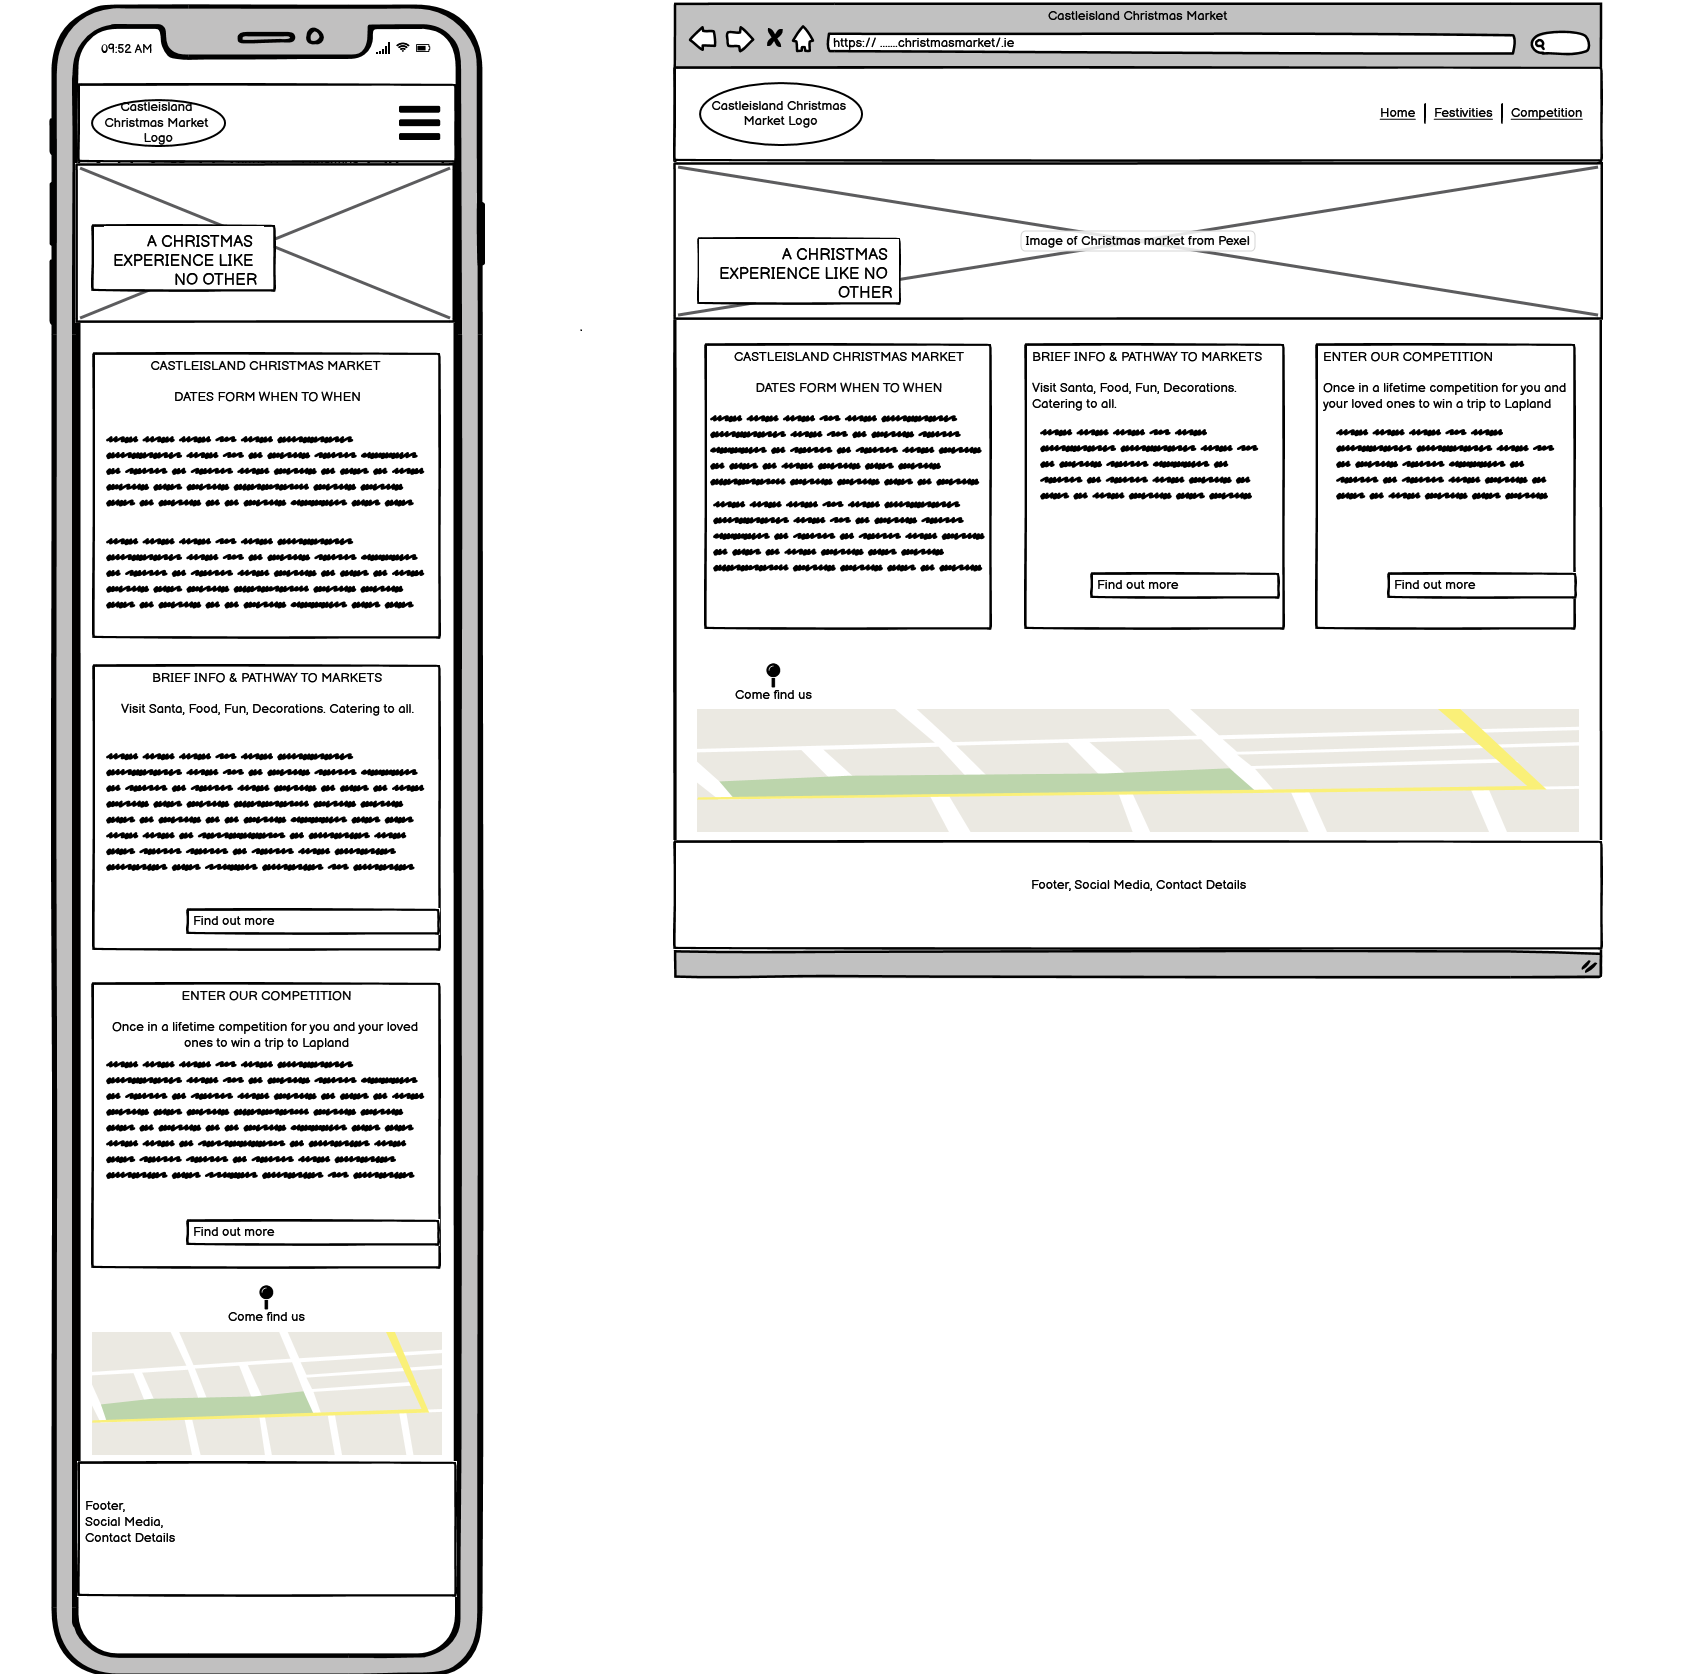 09:52 AM
Castleisland
Christmas Market
Logo
A CHRISTMAS
EXPERIENCE LIKE
NO OTHER
CASTLEISLAND CHRISTMAS MARKET
DATES FORM WHEN TO WHEN
BRIEF INFO & PATHWAY TO MARKETS
Visit Santa, Food, Fun, Decorations. Catering to all.
Find out more
ENTER OUR COMPETITION
Once in a lifetime competition for you and your loved
ones to win a trip to Lapland
Find out more
Come find us
Footer,
Social Media,
Contact Details
Castleisland Christmas Market
https:// .......christmasmarket/.ie
Castleisland Christmas
Market Logo
Home
Festivities
Competition
Image of Christmas market from Pexel
A CHRISTMAS
EXPERIENCE LIKE NO
OTHER
CASTLEISLAND CHRISTMAS MARKET
DATES FORM WHEN TO WHEN
BRIEF INFO & PATHWAY TO MARKETS
Visit Santa, Food, Fun, Decorations.
Catering to all.
Find out more
ENTER OUR COMPETITION
Once in a lifetime competition for you and
your loved ones to win a trip to Lapland
Find out more
Come find us
Footer, Social Media, Contact Details